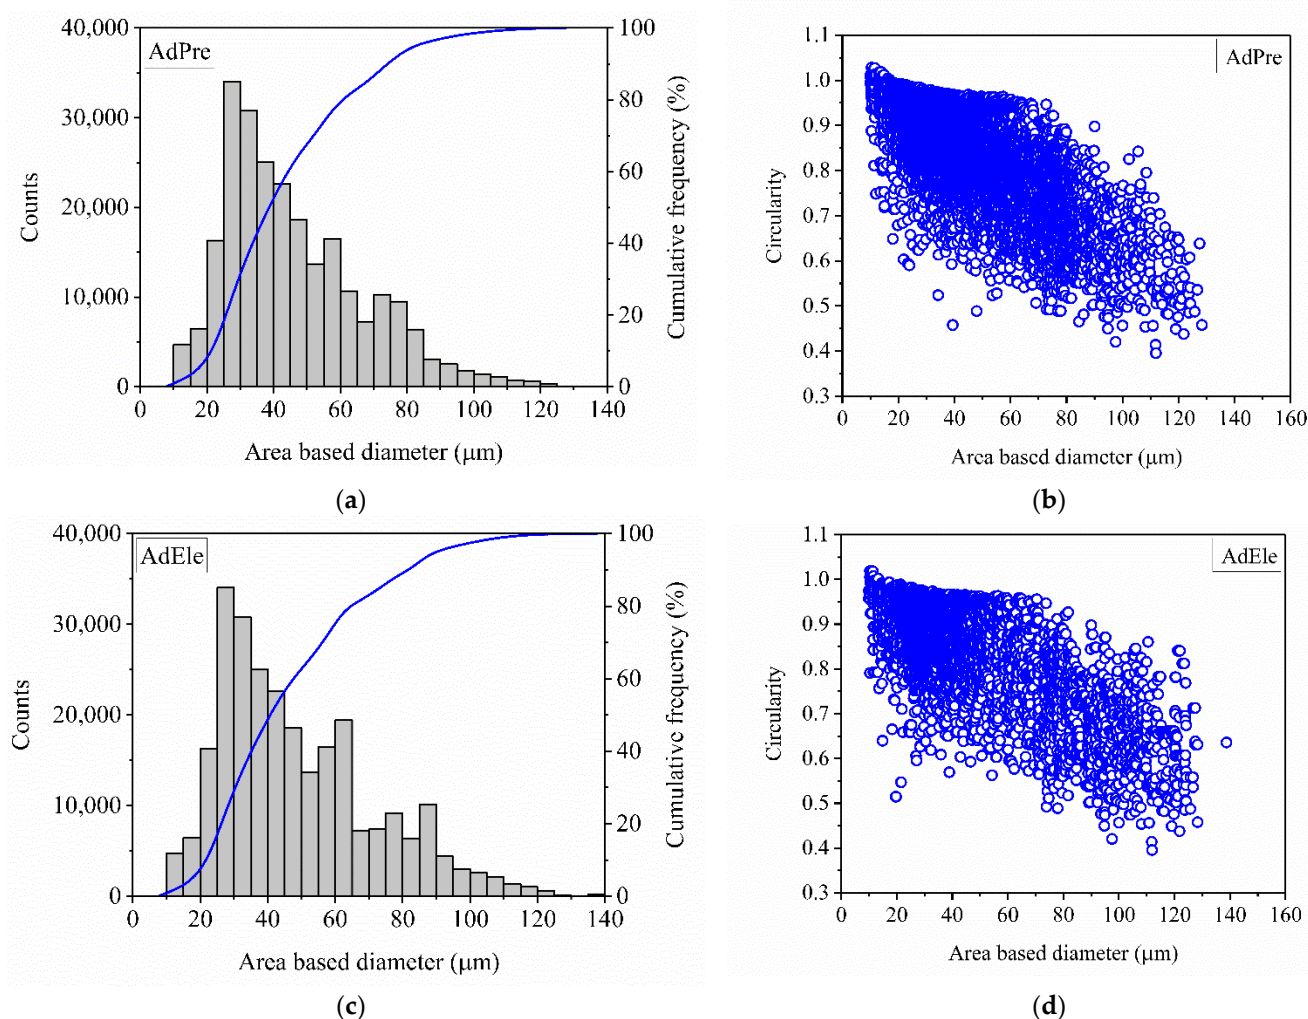 AdPre
Counts
40,000
30,000
20,000
10,000
0
0 20 40 60 80 100 120 140
100
80
60
40
20
0
Cumulative frequency (%)
Area based diameter (μm)
(a)
AdPre
Circularity
1.1
1.0
0.9
0.8
0.7
0.6
0.5
0.4
0.3
0 20 40 60 80 100 120 140 160
Area based diameter (μm)
(b)
AdEle
Counts
40,000
30,000
20,000
10,000
0
0 20 40 60 80 100 120 140
100
80
60
40
20
0
Cumulative frequency (%)
Area based diameter (μm)
(c)
AdEle
Circularity
1.1
1.0
0.9
0.8
0.7
0.6
0.5
0.4
0.3
0 20 40 60 80 100 120 140 160
Area based diameter (μm)
(d)